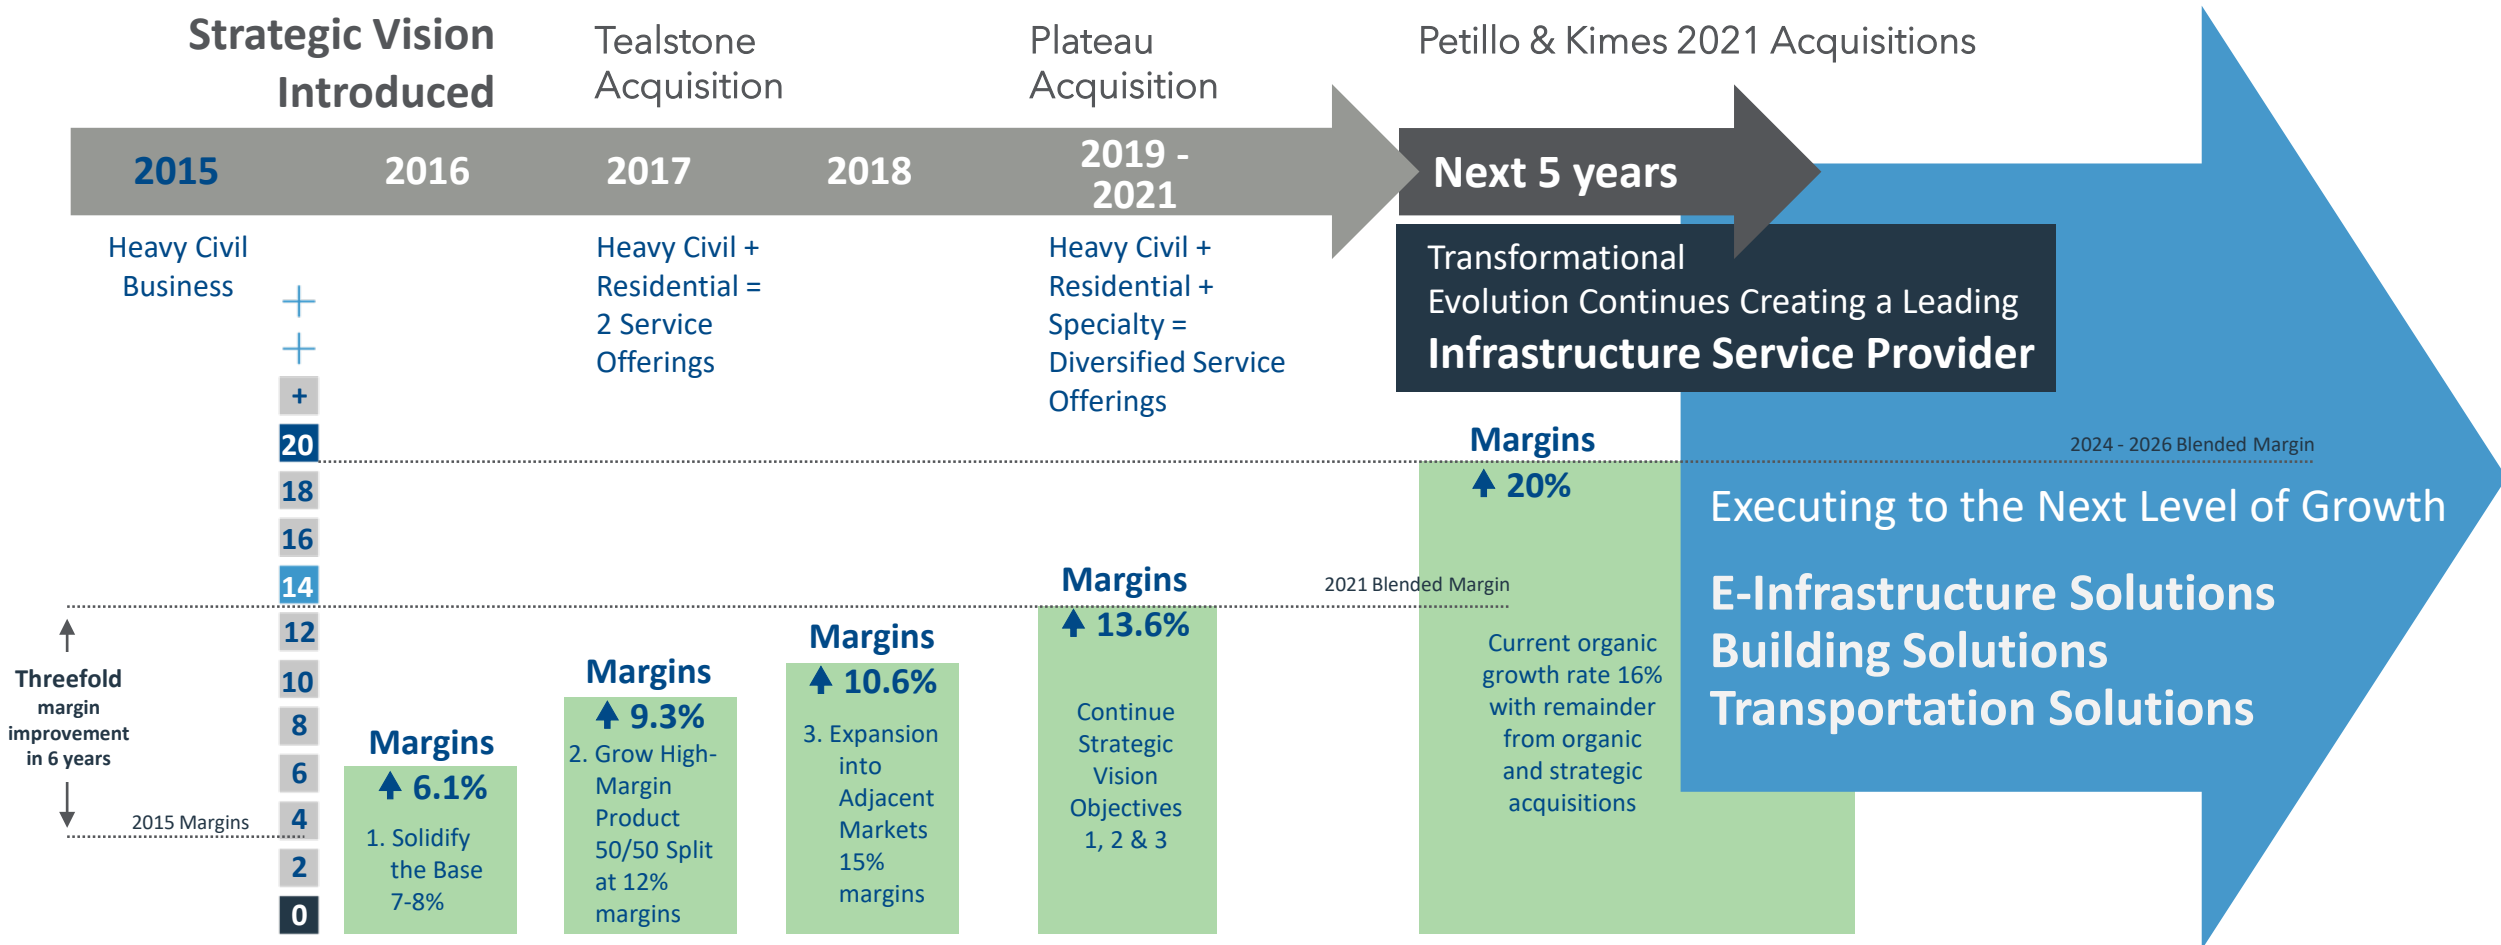 Strategic Vision
Introduced
Tealstone
Acquisition
Plateau
Acquisition
Petillo & Kimes 2021 Acquisitions
2015
2016
2017
2018
2019 -
2021
Next 5 years
Heavy Civil
Business
Heavy Civil +
Residential =
2 Service
Offerings
Heavy Civil +
Residential +
Specialty =
Diversified Service
Offerings
Transformational
Evolution Continues Creating a Leading
Infrastructure Service Provider
+
+
+
20
18
16
14
12
10
8
6
4
2
0
Threefold
margin
improvement
in 6 years
2015 Margins
Margins
6.1%
1. Solidify
the Base
7-8%
Margins
9.3%
2. Grow High-
Margin
Product
50/50 Split
at 12%
margins
Margins
10.6%
3. Expansion
into
Adjacent
Markets
15%
margins
Margins
13.6%
Continue
Strategic
Vision
Objectives
1, 2 & 3
2021 Blended Margin
Margins
20%
Current organic
growth rate 16%
with remainder
from organic
and strategic
acquisitions
2024 - 2026 Blended Margin
Executing to the Next Level of Growth
E-Infrastructure Solutions
Building Solutions
Transportation Solutions